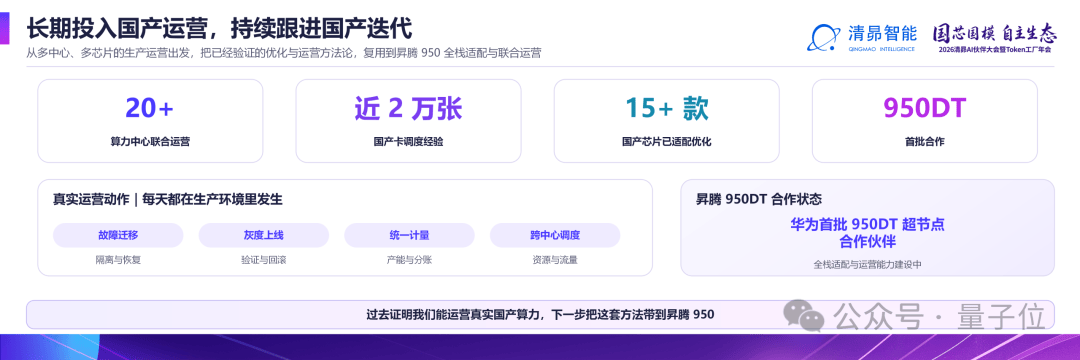 长期投入国产运营，持续跟进国产迭代
从多中心、多芯片的生产运营出发，把已经验证的优化与运营方法论，复用到昇腾 950 全栈适配与联合运营
清昴智能
QINGMAO INTELLIGENCE
国芯国模 自主生态
2026清昴AI伙伴大会暨Token工厂年会
20+
算力中心联合运营
近 2 万张
国产卡调度经验
15+ 款
国产芯片已适配优化
950DT
首批合作
真实运营动作 | 每天都在生产环境里发生
故障迁移
隔离与恢复
灰度上线
验证与回滚
统一计量
产能与分账
跨中心调度
资源与流量
昇腾 950DT 合作状态
华为首批 950DT 超节点
合作伙伴
全栈适配与运营能力建设中
过去证明我们能运营真实国产算力，下一步把这套方法带到昇腾 950
公众号 · 量子位